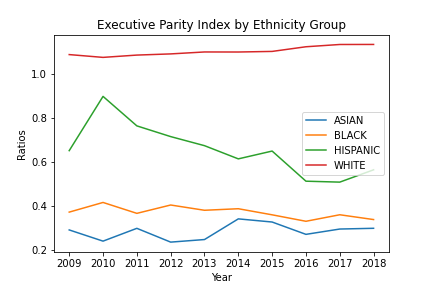 Executive Parity Index by Ethnicity Group
Ratios
1.0
0.8
0.6
0.4
0.2
ASIAN
BLACK
HISPANIC
WHITE
2009 2010 2011 2012 2013 2014 2015 2016 2017 2018
Year